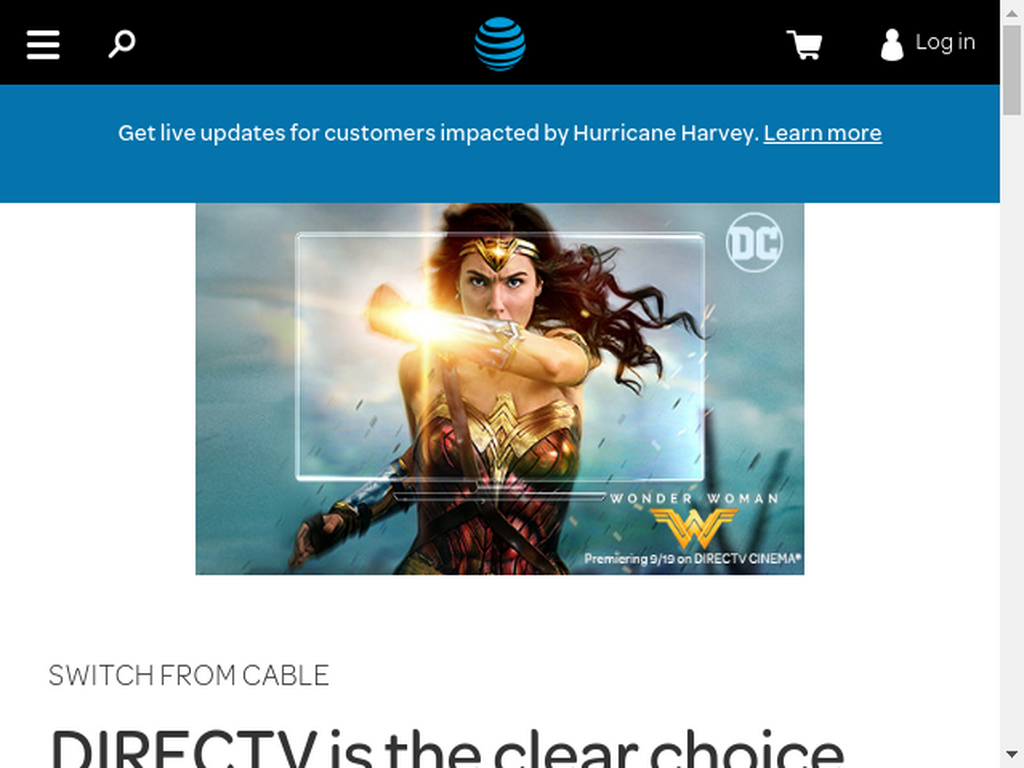 Log in
Get live updates for customers impacted by Hurricane Harvey. Learn more
DC
WONDER WOMAN
Premiering 9/19 on DIRECTV CINEMA®
SWITCH FROM CABLE
DIRECTV is the clear choice